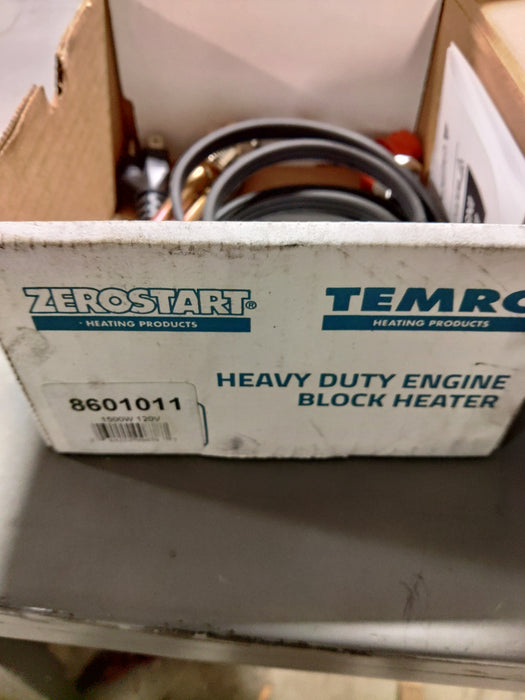 ZEROSTART®
· HEATING PRODUCTS
TEMRO
HEATING PRODUCTS
HEAVY DUTY ENGINE
BLOCK HEATER
8601011
1500W 120V